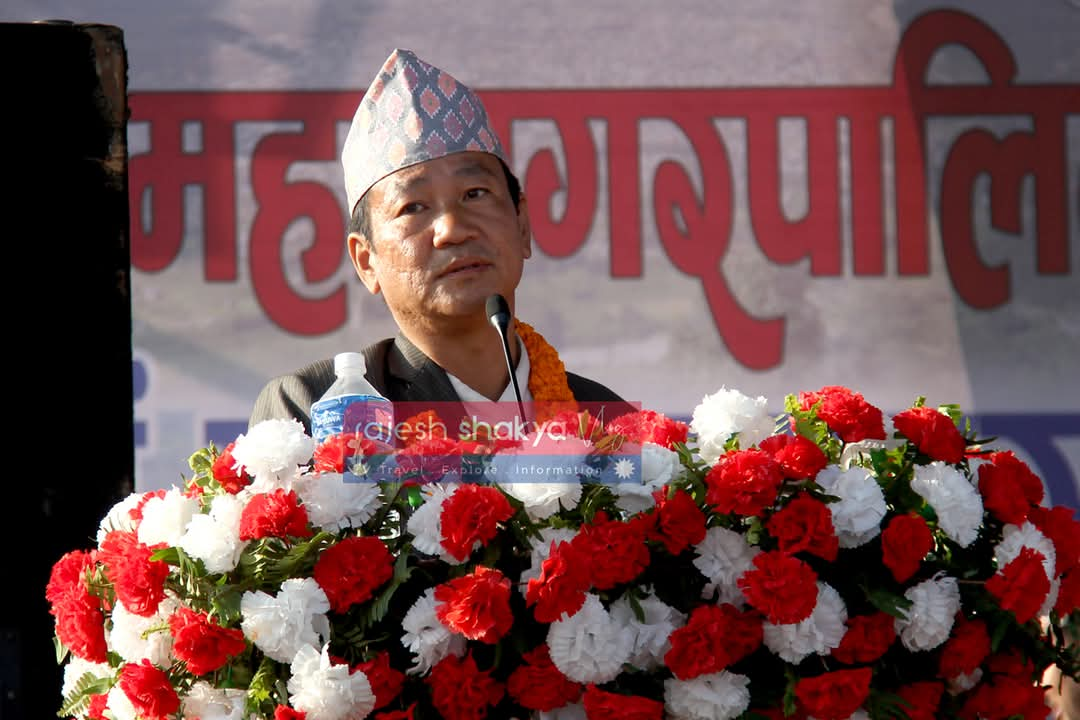 महानगरपालि
rajesh shakya
Travel . Explore . Information